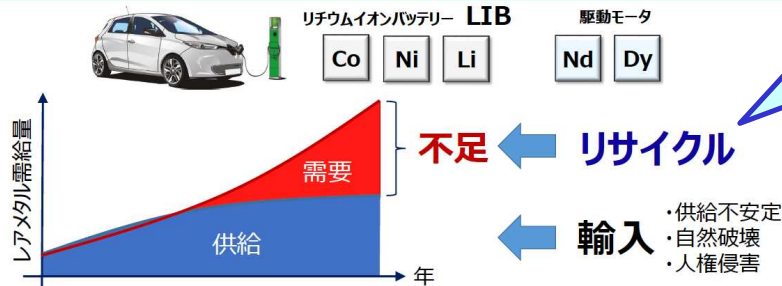 リチウムイオンバッテリー LIB
駆動モータ
Co Ni Li Nd Dy
レアメタル需給量
需要
供給
年
不足
リサイクル
輸入
・供給不安定
・自然破壊
・人権侵害